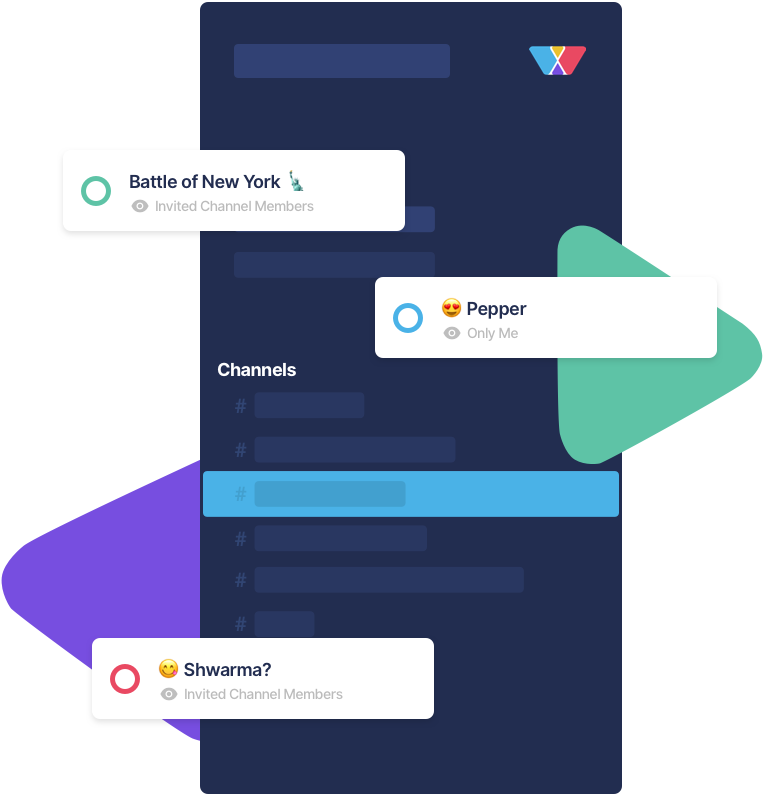 Battle of New York 🗽
Invited Channel Members
😍 Pepper
Only Me
Channels
#
#
#
#
#
#
😋 Shwarma?
Invited Channel Members